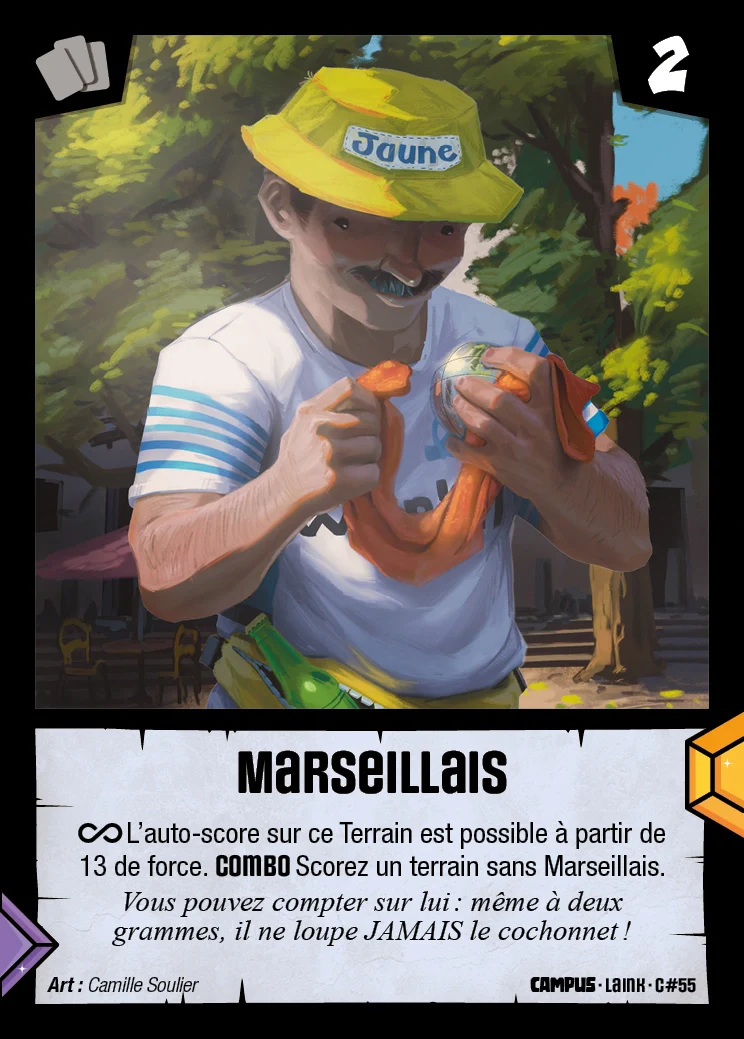 2
Jaune
Marseillais
∞ L'auto-score sur ce Terrain est possible à partir de
13 de force. COMBO Scorez un terrain sans Marseillais.
Vous pouvez compter sur lui : même à deux
grammes, il ne loupe JAMAIS le cochonnet !
Art : Camille Soulier
CAMPUS · Laink · C#55